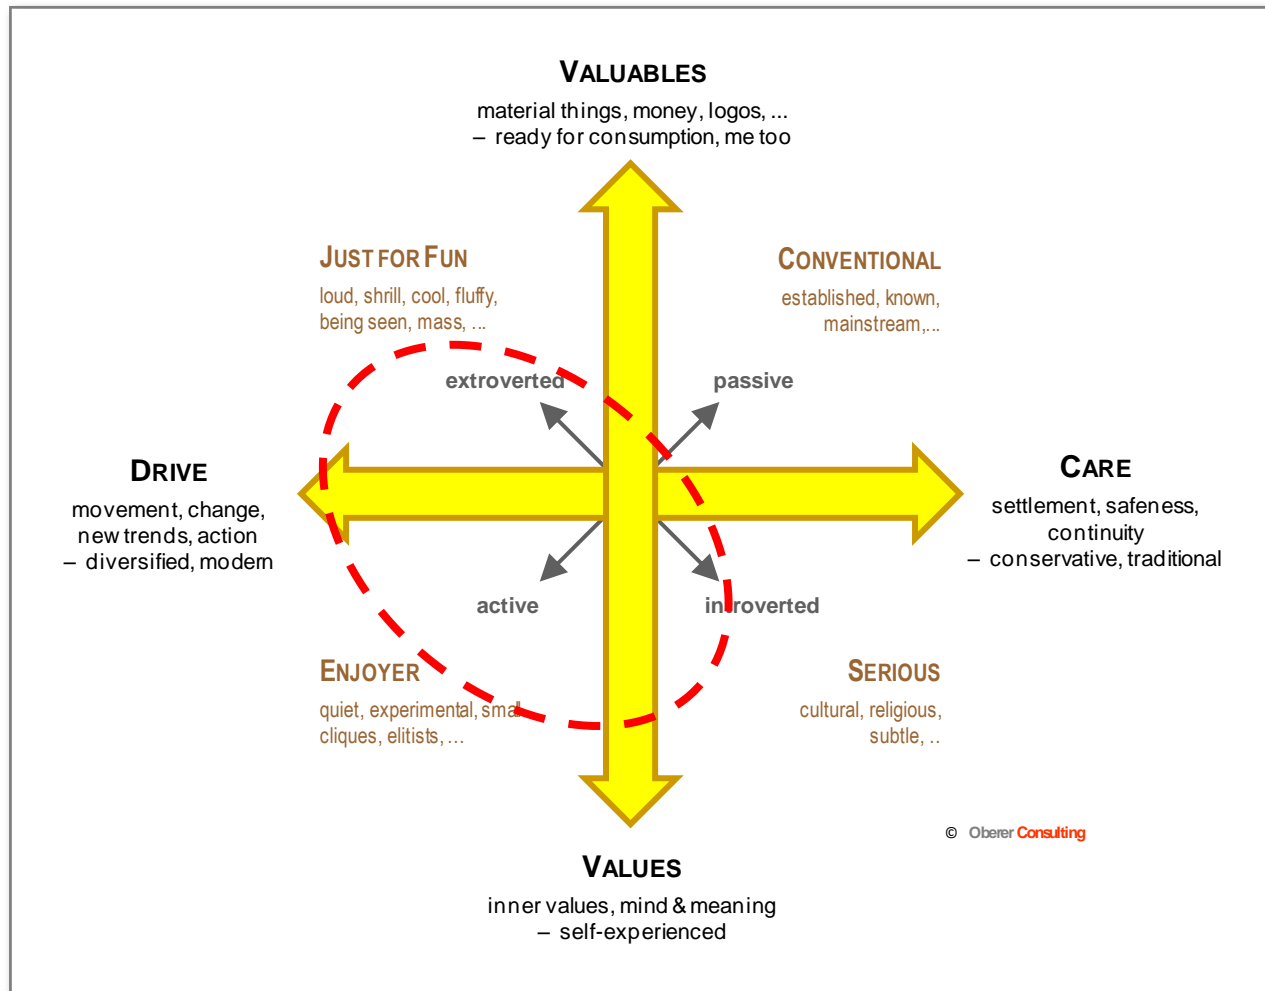 VALUABLES
material things, money, logos, ...
– ready for consumption, me too
JUST FOR FUN
loud, shrill, cool, fluffy,
being seen, mass, ...
CONVENTIONAL
established, known,
mainstream,...
extroverted
passive
DRIVE
movement, change,
new trends, action
– diversified, modern
CARE
settlement, safeness,
continuity
– conservative, traditional
active
introverted
ENJOYER
quiet, experimental, small
cliques, elitists, ...
SERIOUS
cultural, religious,
subtle, ..
© Oberer Consulting
VALUES
inner values, mind & meaning
– self-experienced